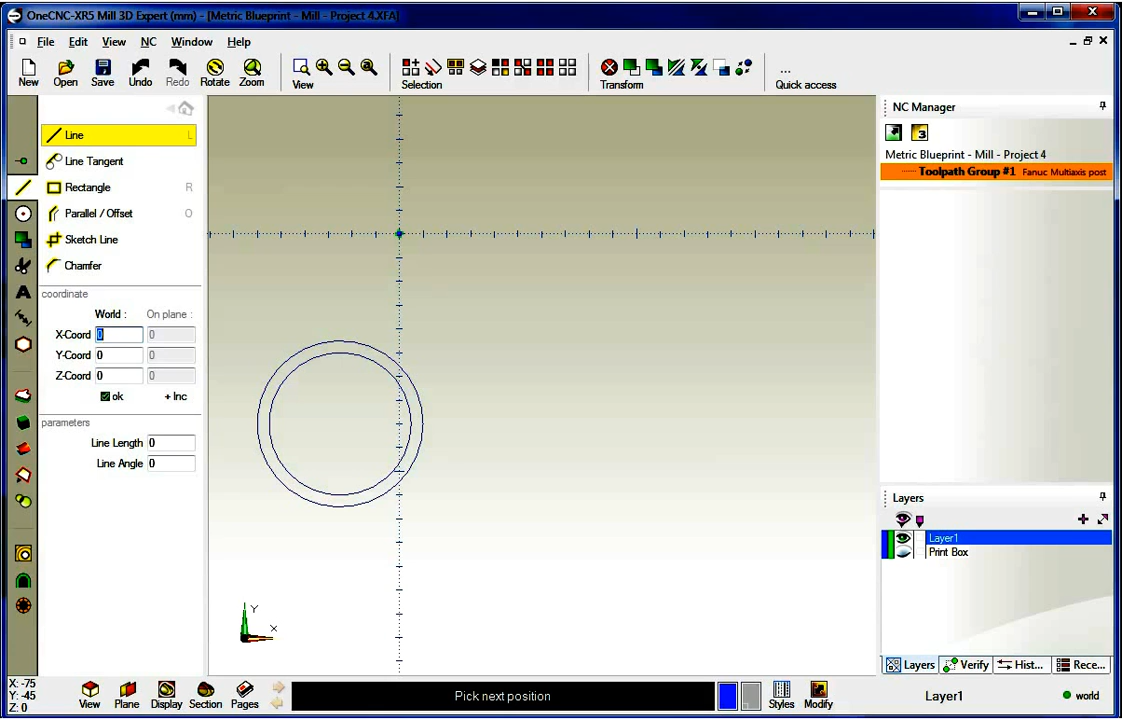 OneCNC-XR5 Mill 3D Expert (mm) - [Metric Blueprint - Mill - Project 4.XFA]
File Edit View NC Window Help
New Open Save Undo Redo Rotate Zoom View Selection Transform ... Quick access
Line L
Line Tangent
Rectangle R
Parallel / Offset O
Sketch Line
Chamfer
coordinate
World : On plane :
X-Coord 0 0
Y-Coord 0 0
Z-Coord 0 0
ok + Inc
parameters
Line Length 0
Line Angle 0
Y
X
NC Manager
3
Metric Blueprint - Mill - Project 4
Toolpath Group #1 Fanuc Multiaxis post
Layers
Layer1
Print Box
Layers Verify Hist... Rece...
X: -75
Y: -45
Z: 0
View Plane Display Section Pages
Pick next position
Styles Modify
Layer1
world